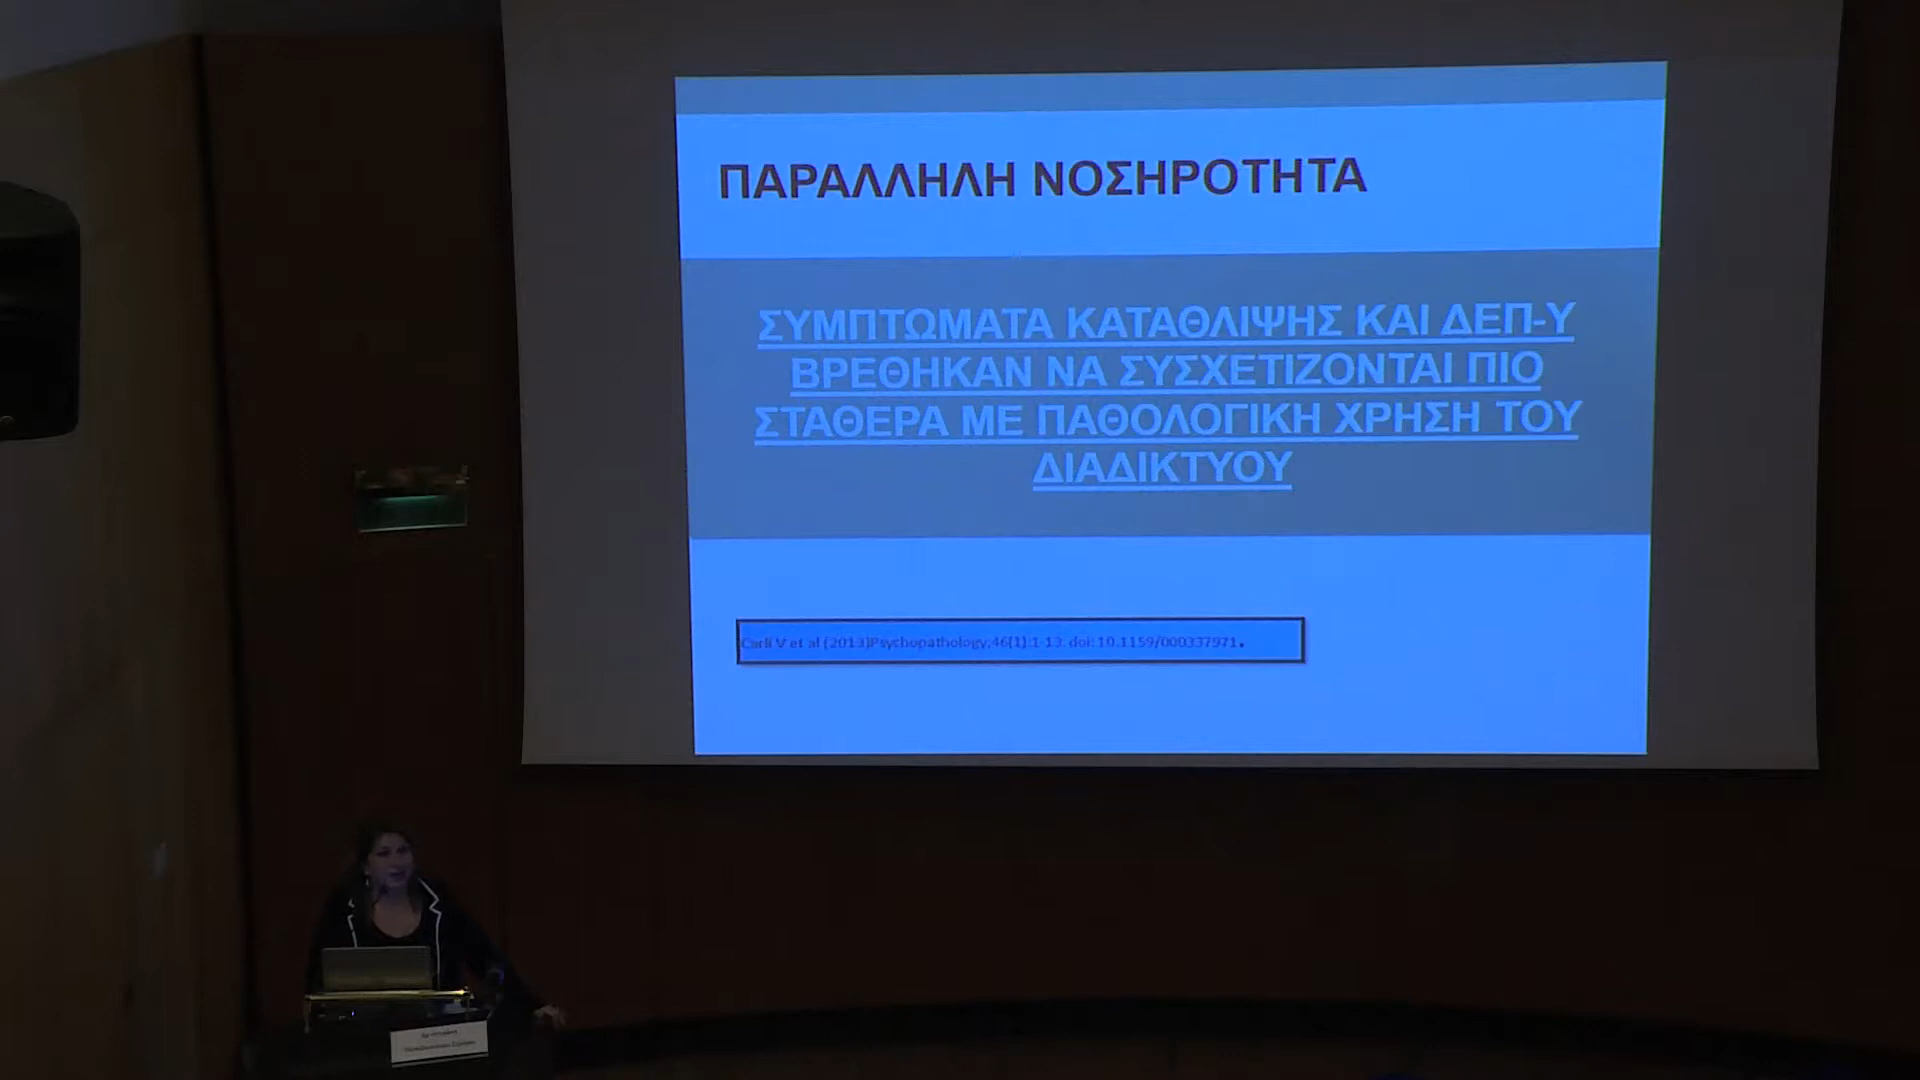 ΠΑΡΑΛΛΗΛΗ ΝΟΣΗΡΟΤΗΤΑ
ΣΥΜΠΤΩΜΑΤΑ ΚΑΤΑΘΛΙΨΗΣ ΚΑΙ ΔΕΠ-Υ
ΒΡΕΘΗΚΑΝ ΝΑ ΣΥΣΧΕΤΙΖΟΝΤΑΙ ΠΙΟ
ΣΤΑΘΕΡΑ ΜΕ ΠΑΘΟΛΟΓΙΚΗ ΧΡΗΣΗ ΤΟΥ
ΔΙΑΔΙΚΤΥΟΥ
Carli V et al (2013)Psychopathology;46(1):1-13. doi: 10.1159/000337971.